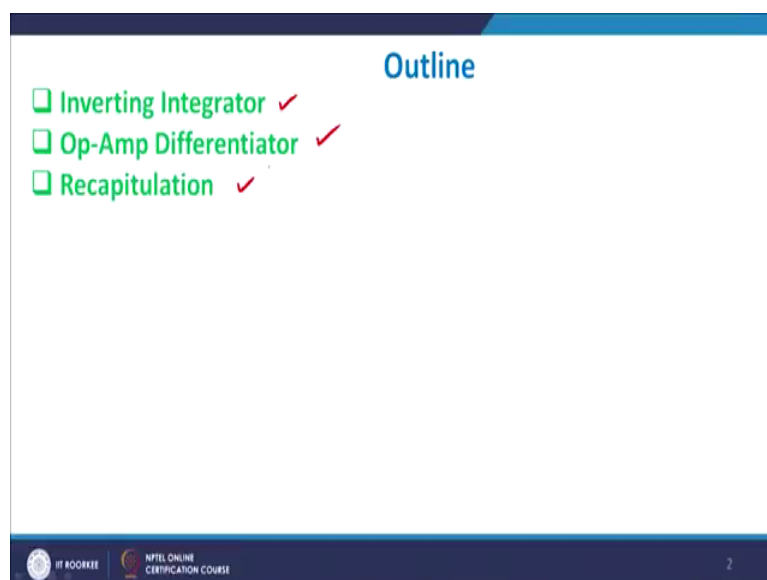 Outline
Inverting Integrator
Op-Amp Differentiator
Recapitulation
IIT ROORKEE
NPTEL ONLINE
CERTIFICATION COURSE
2